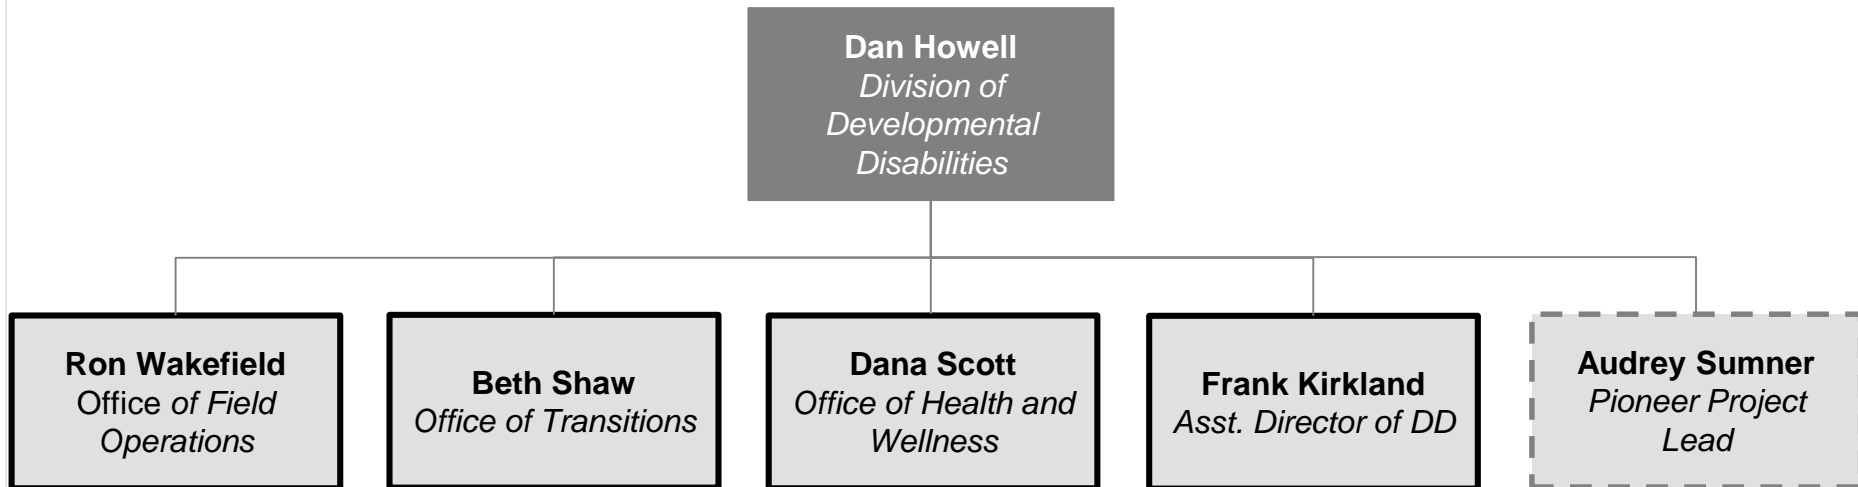 Dan Howell
Division of
Developmental
Disabilities
Ron Wakefield
Office of Field
Operations
Beth Shaw
Office of Transitions
Dana Scott
Office of Health and
Wellness
Frank Kirkland
Asst. Director of DD
Audrey Sumner
Pioneer Project
Lead